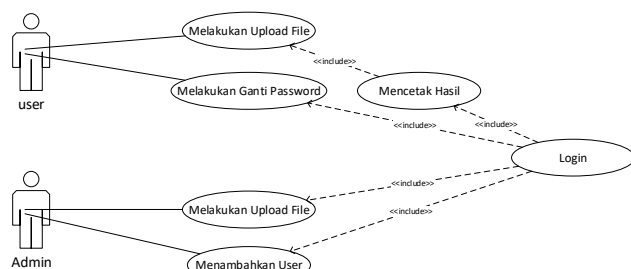 Melakukan Upload File
<<include>>
user
Melakukan Ganti Password
Mencetak Hasil
<<include>>
<<include>>
Login
Melakukan Upload File
<<include>>
<<include>>
Admin
Menambahkan User